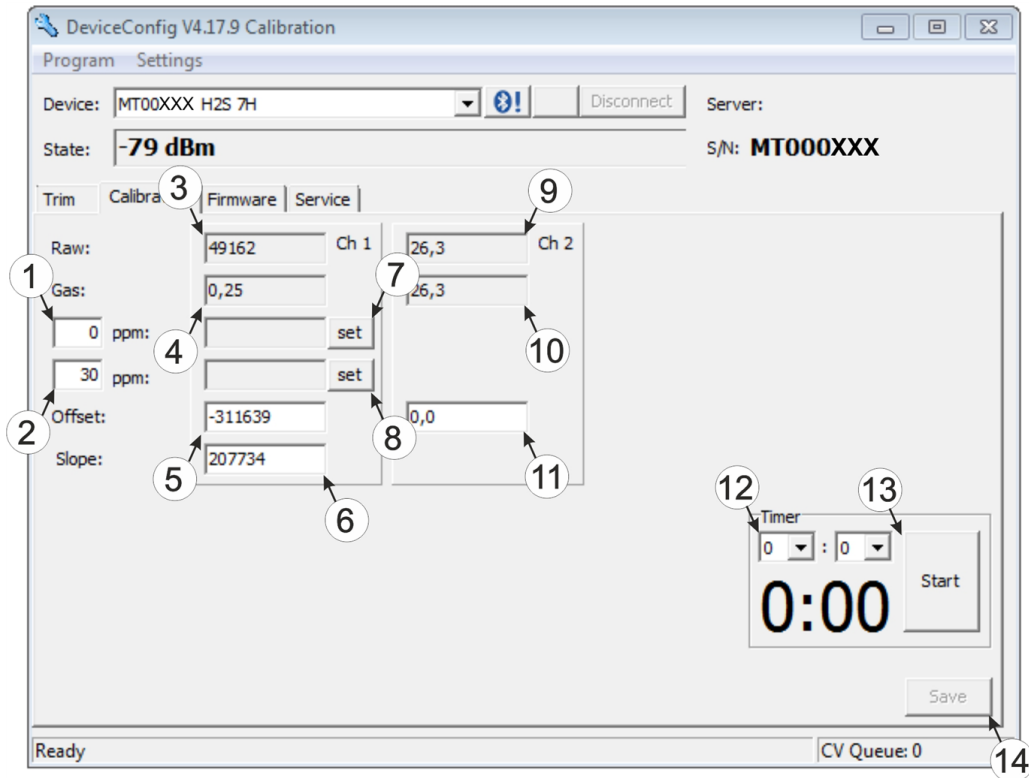 DeviceConfig V4.17.9 Calibration
Program Settings
Device: MT00XXX H2S 7H Disconnect Server:
State: -79 dBm S/N: MT000XXX
Trim Calibra Firmware Service
3 9
Raw: 49162 Ch 1 26,3 Ch 2
1 7
Gas: 0,25 26,3
0 ppm: set
4 10
30 ppm: set
2 8
Offset: -311639 0,0
Slope: 207734
5 11
6
12 13
Timer
0 : 0
0:00 Start
Save
Ready CV Queue: 0
14